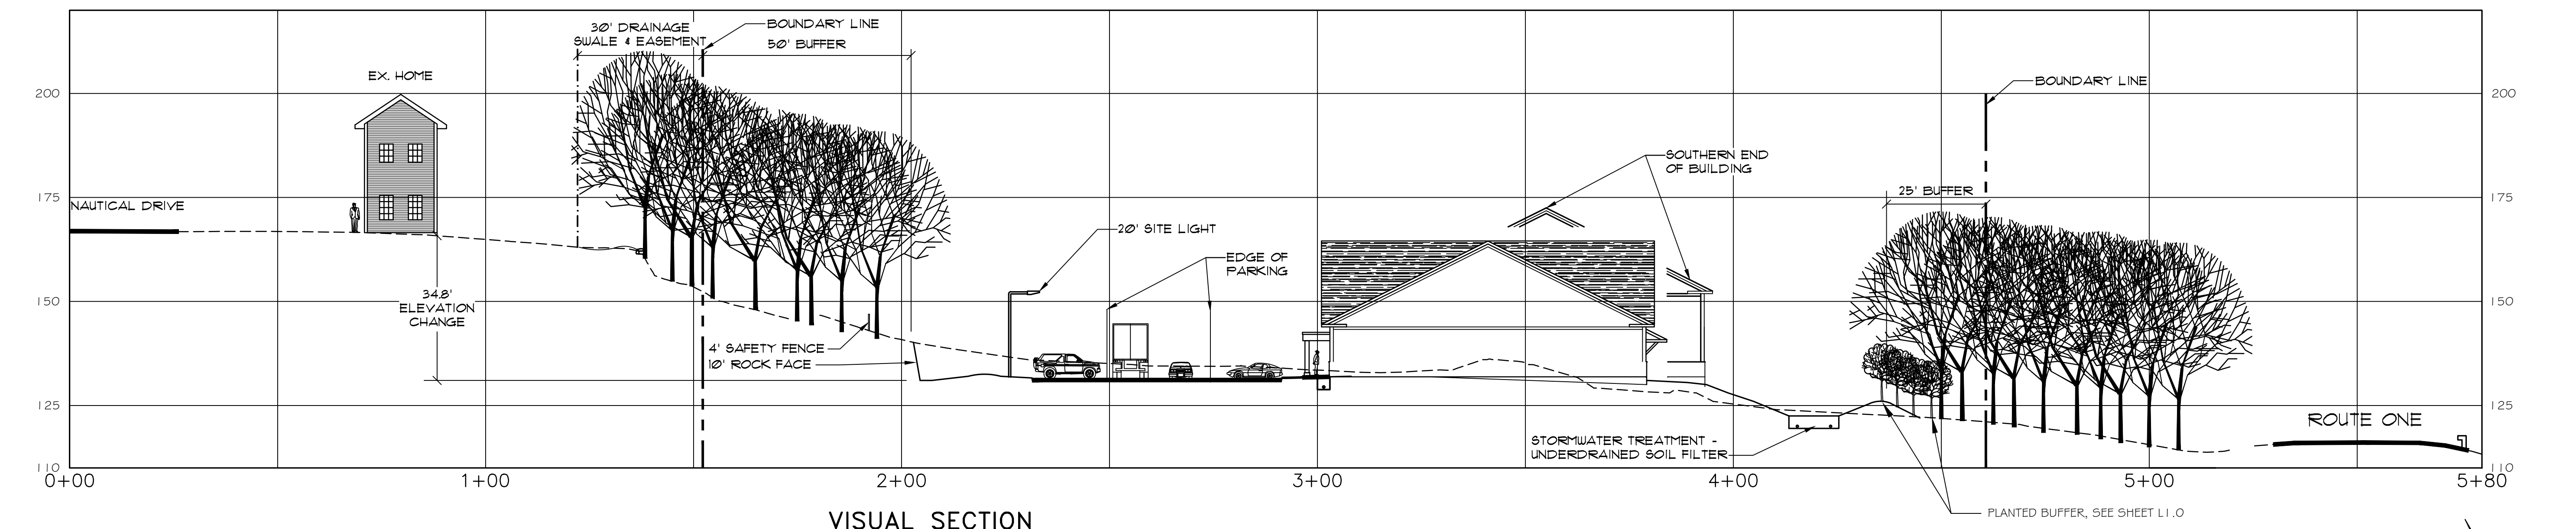 30' DRAINAGE
SWALE & EASEMENT
BOUNDARY LINE
50' BUFFER
EX. HOME
BOUNDARY LINE
200
200
SOUTHERN END
OF BUILDING
25' BUFFER
175
175
NAUTICAL DRIVE
20' SITE LIGHT
EDGE OF
PARKING
34.8'
ELEVATION
CHANGE
150
150
4' SAFETY FENCE
10' ROCK FACE
125
125
ROUTE ONE
STORMWATER TREATMENT -
UNDERDRAINED SOIL FILTER
110
110
0+00
1+00
2+00
3+00
4+00
5+00
5+80
PLANTED BUFFER, SEE SHEET L1.0
VISUAL SECTION